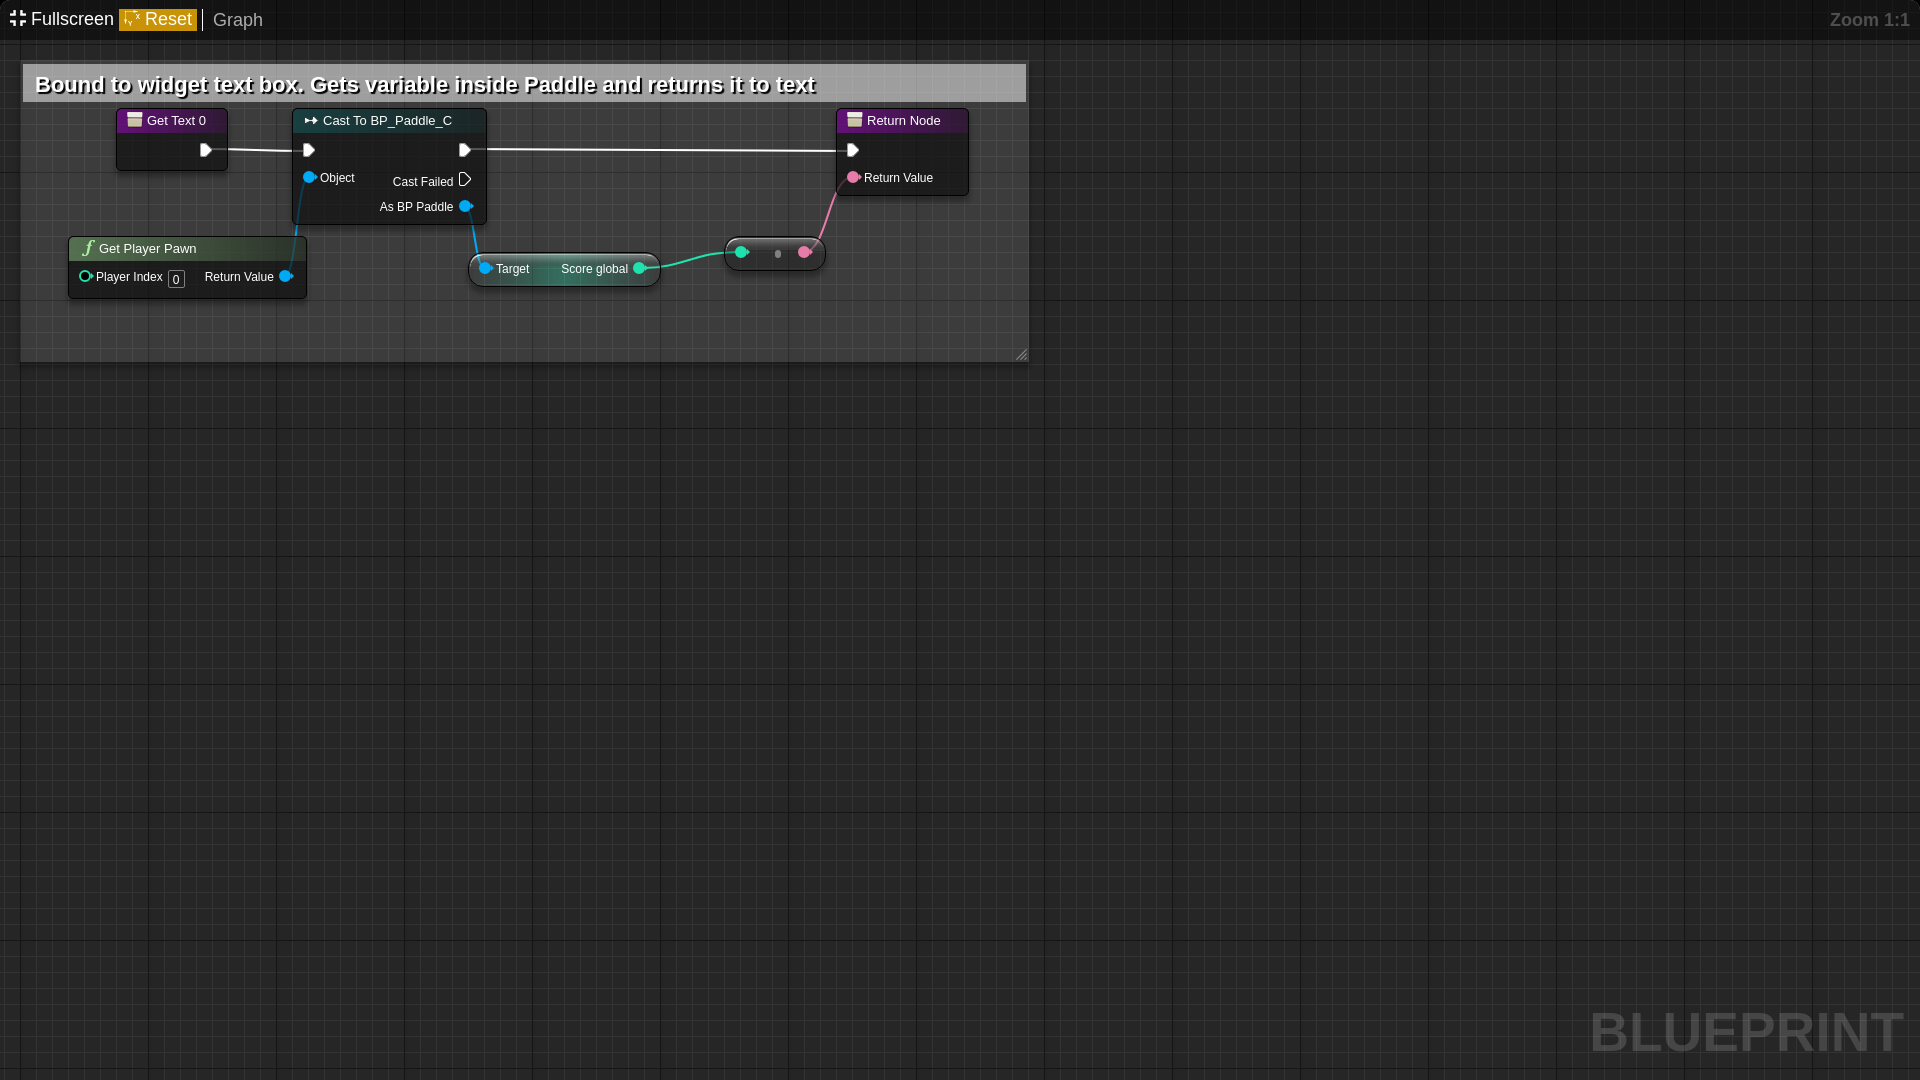 Fullscreen Reset Graph Zoom 1:1
Bound to widget text box. Gets variable inside Paddle and returns it to text
Get Text 0
Cast To BP_Paddle_C
Object
Cast Failed
As BP Paddle
Return Node
Return Value
Get Player Pawn
Player Index 0 Return Value
Target Score global
BLUEPRINT